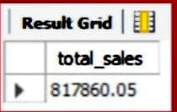 Result Grid
total_sales
817860.05